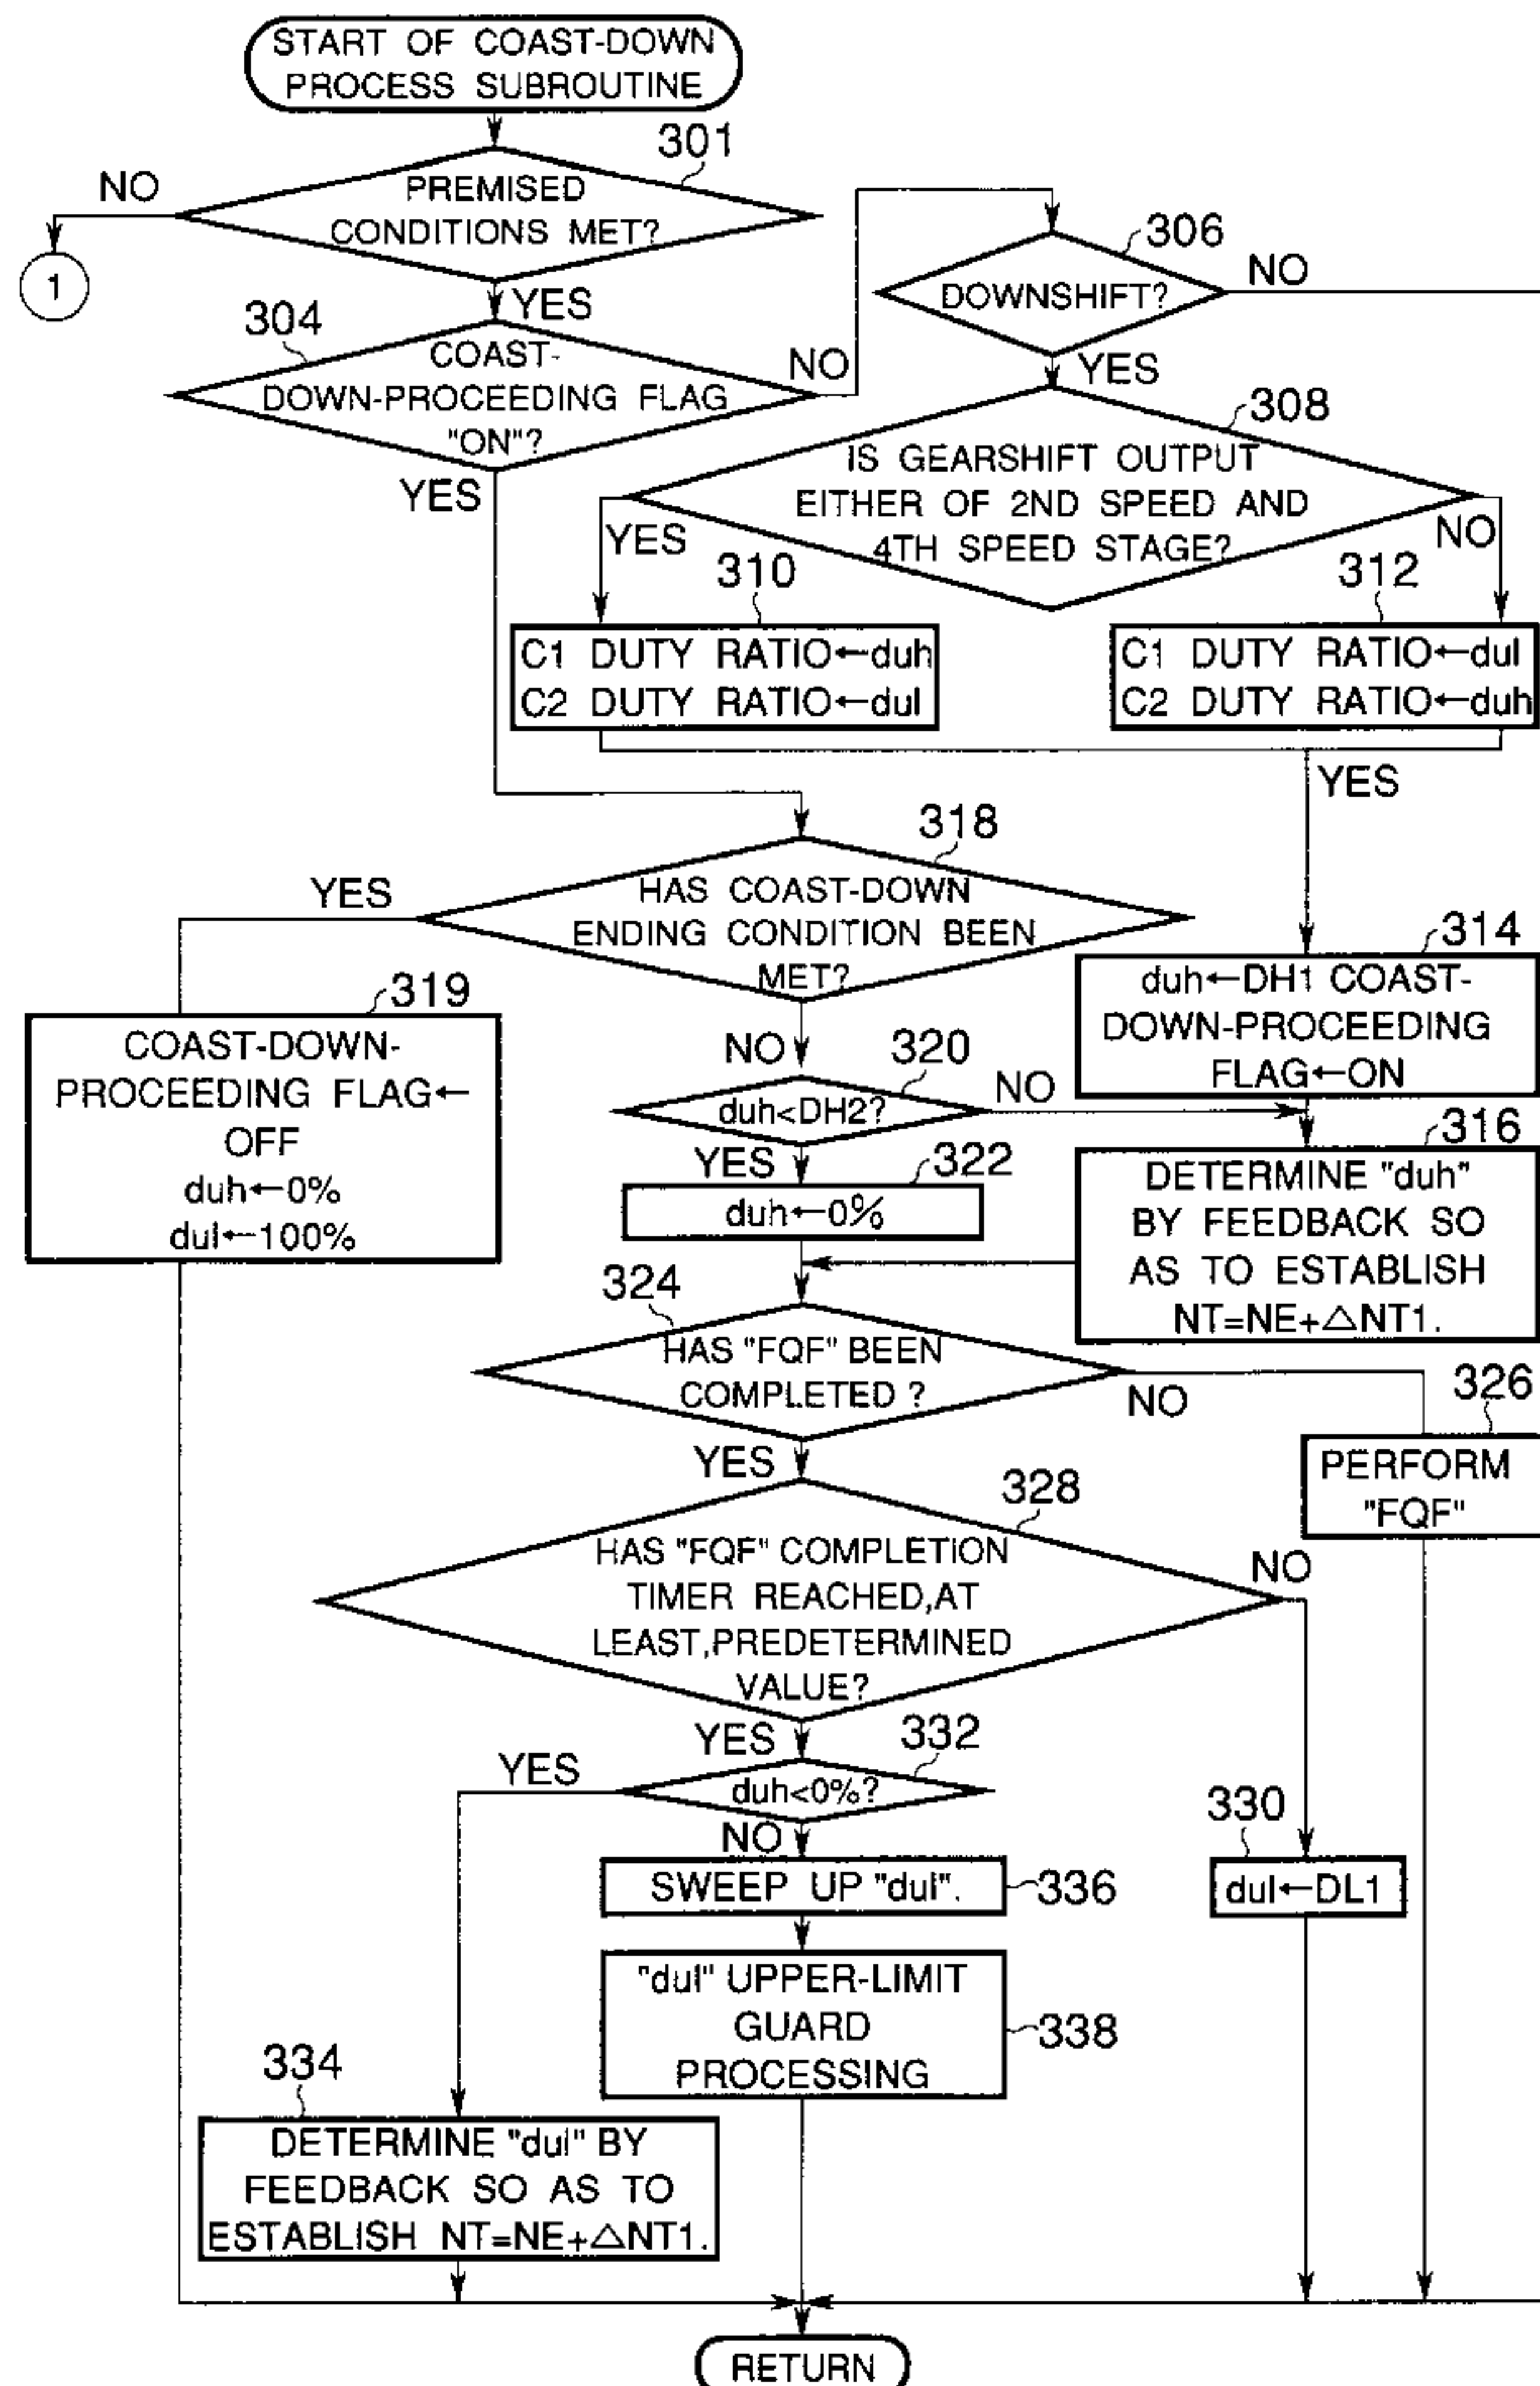 START OF COAST-DOWN
PROCESS SUBROUTINE
301
NO
PREMISED
CONDITIONS MET?
1
YES
306
NO
DOWNSHIFT?
304
COAST-
DOWN-PROCEEDING FLAG
"ON"?
NO
YES
YES
308
IS GEARSHIFT OUTPUT
EITHER OF 2ND SPEED AND
4TH SPEED STAGE?
YES
NO
310
C1 DUTY RATIO←duh
C2 DUTY RATIO←dul
312
C1 DUTY RATIO←dul
C2 DUTY RATIO←duh
YES
318
YES
HAS COAST-DOWN
ENDING CONDITION BEEN
MET?
314
duh←DH1 COAST-
DOWN-PROCEEDING
FLAG←ON
319
COAST-DOWN-
PROCEEDING FLAG←
OFF
duh←0%
dul←100%
NO
320
duh<DH2?
NO
YES
322
duh←0%
316
DETERMINE "duh"
BY FEEDBACK SO
AS TO ESTABLISH
NT=NE+△NT1.
324
HAS "FQF" BEEN
COMPLETED ?
NO
326
PERFORM
"FQF"
YES
328
HAS "FQF" COMPLETION
TIMER REACHED,AT
LEAST,PREDETERMINED
VALUE?
NO
YES
332
YES
duh<0%?
NO
330
dul←DL1
SWEEP UP "dul".
336
"dul" UPPER-LIMIT
GUARD
PROCESSING
338
334
DETERMINE "dul" BY
FEEDBACK SO AS TO
ESTABLISH NT=NE+△NT1.
RETURN